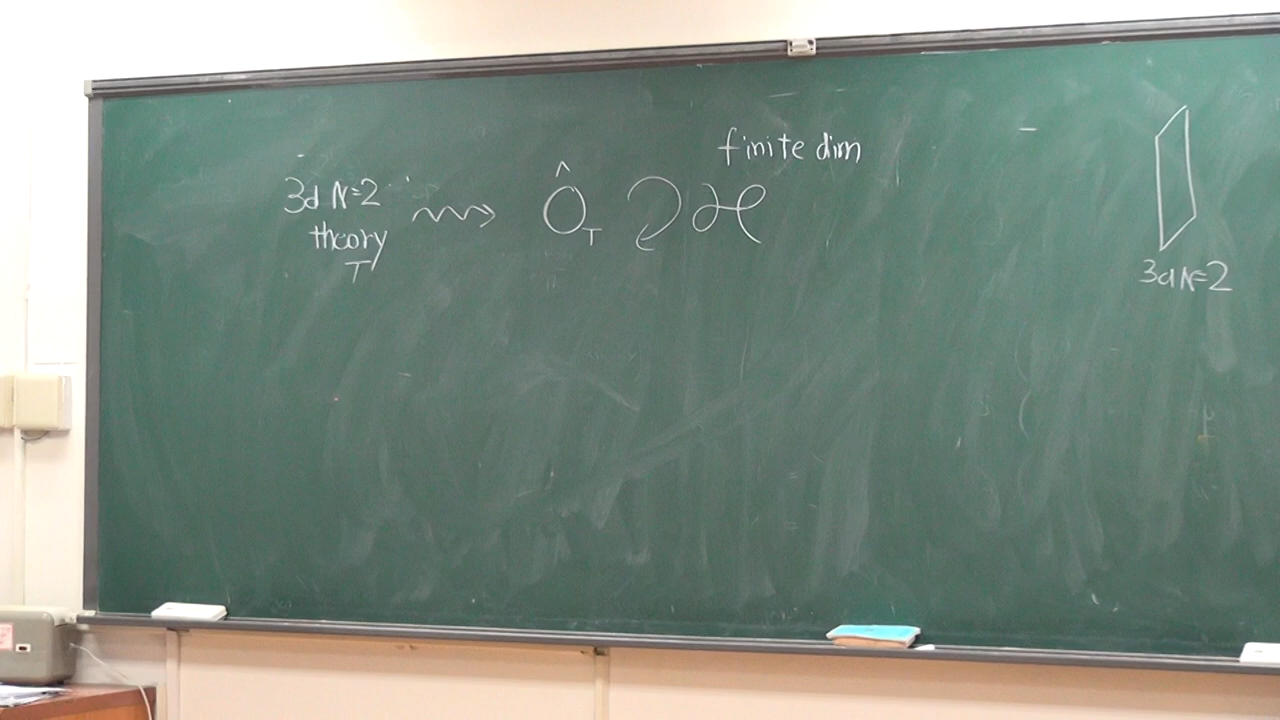 finite dim
3d N=2 ⇝ Ô_T ⤾ ℋ
theory
T
3d N=2